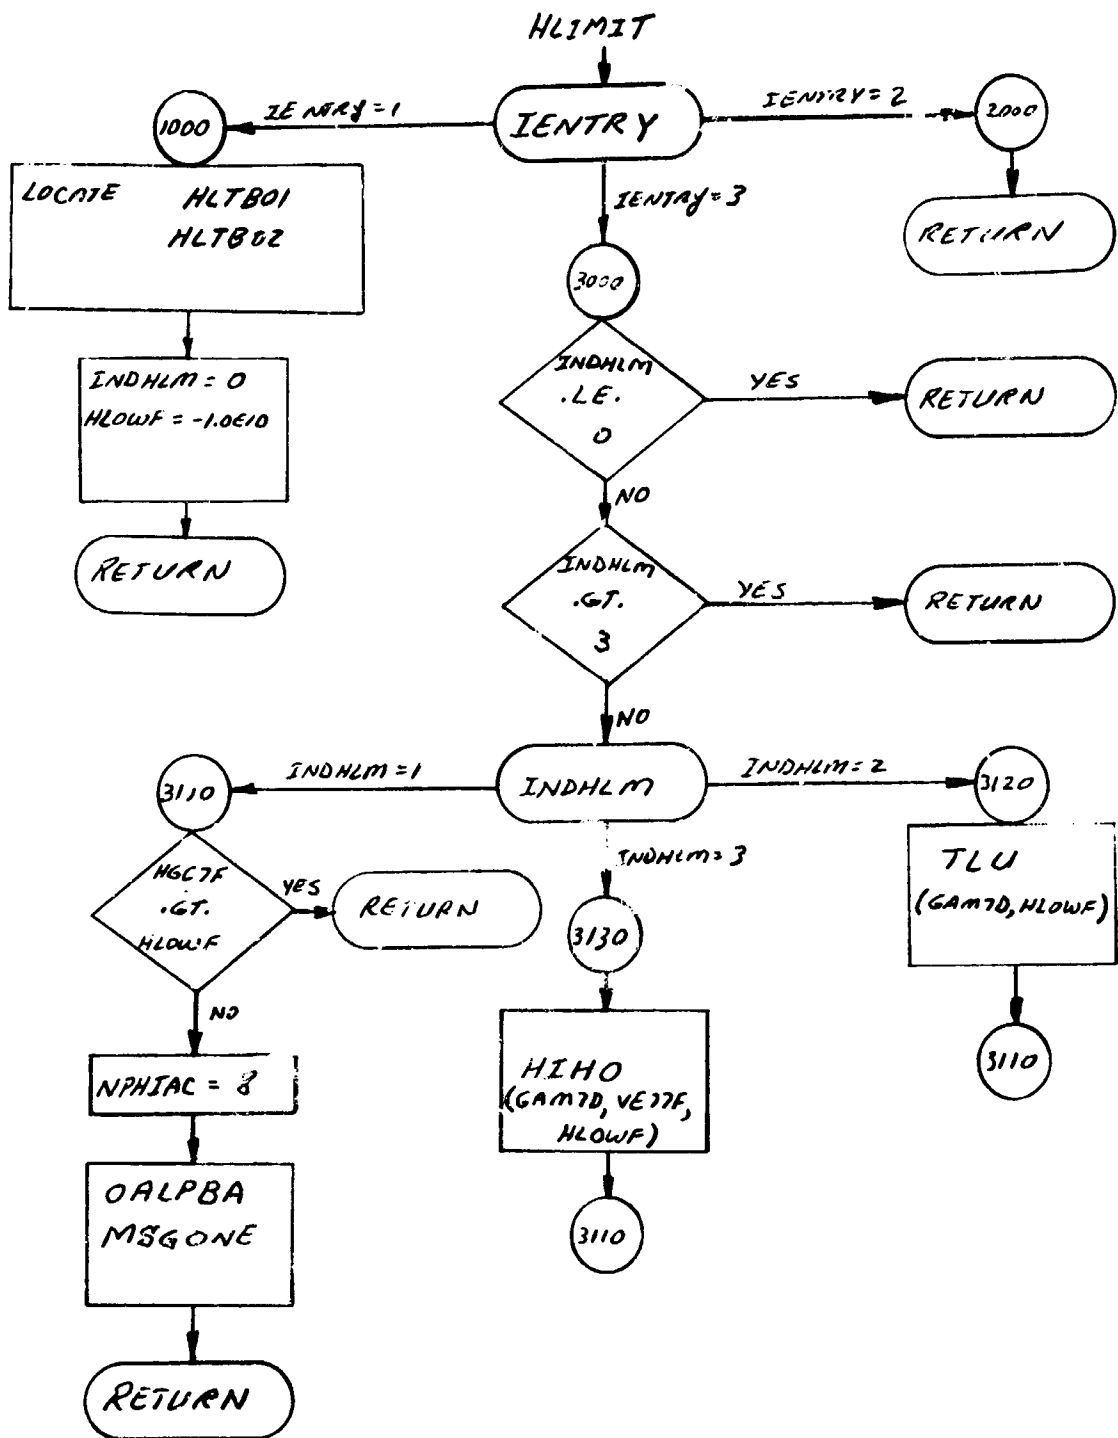 HLIMIT
IENTRY
IENTRY=1
IENTRY=2
1000
2000
LOCATE HLTB01
HLTB02
IENTRY=3
RETURN
3000
INDHLM = 0
HLOWF = -1.0E10
INDHLM
.LE.
0
YES
RETURN
NO
RETURN
INDHLM
.GT.
3
YES
RETURN
NO
INDHLM=1
INDHLM
INDHLM=2
3110
3120
INDHLM=3
TLU
(GAM7D, HLOWF)
HGC7F
.GT.
HLOWF
YES
RETURN
3130
NO
3110
NPHIAC = 8
HIHO
(GAM7D, VE77F,
HLOWF)
OALPBA
MSGONE
3110
RETURN